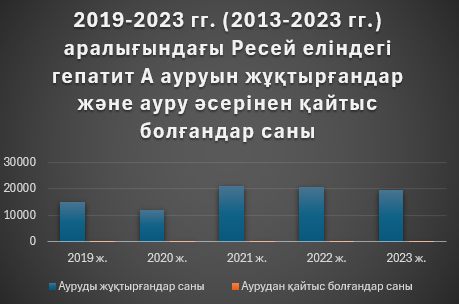 2019-2023 гг. (2013-2023 гг.)
аралығындағы Ресей еліндегі
гепатит А ауруын жұқтырғандар
және ауру әсерінен қайтыс
болғандар саны
30000
20000
10000
0
2019 ж. 2020 ж. 2021 ж. 2022 ж. 2023 ж.
Ауруды жұқтырғандар саны Аурудан қайтыс болғандар саны